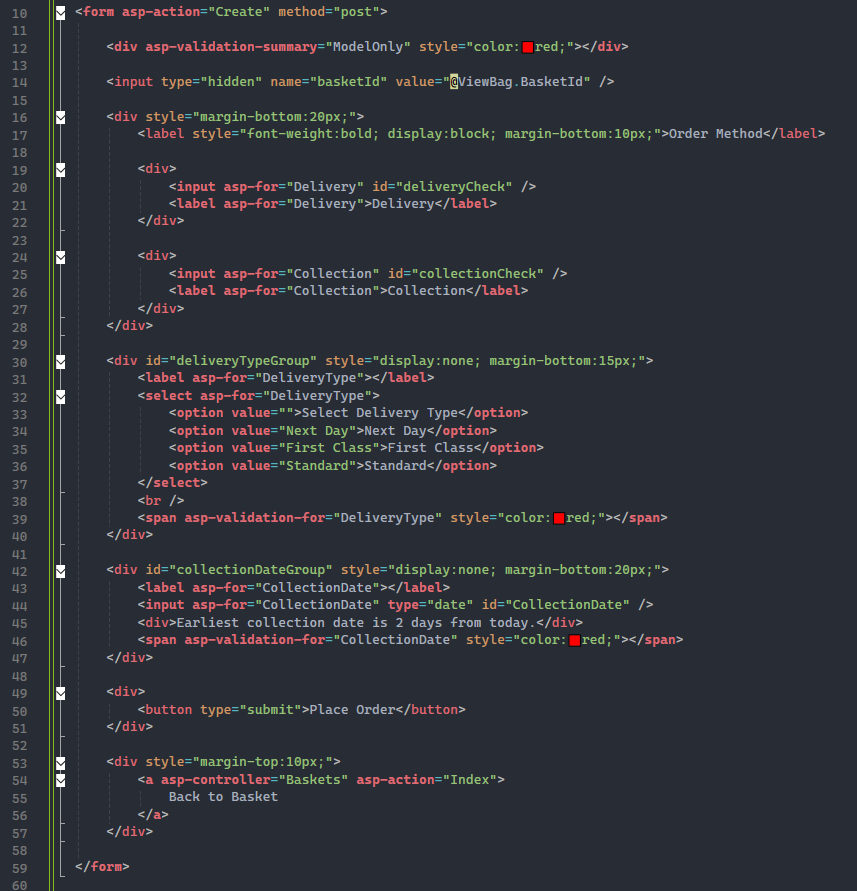 10 <form asp-action="Create" method="post">
11
12 <div asp-validation-summary="ModelOnly" style="color:red;"></div>
13
14 <input type="hidden" name="basketId" value="@ViewBag.BasketId" />
15
16 <div style="margin-bottom:20px;">
17 <label style="font-weight:bold; display:block; margin-bottom:10px;">Order Method</label>
18
19 <div>
20 <input asp-for="Delivery" id="deliveryCheck" />
21 <label asp-for="Delivery">Delivery</label>
22 </div>
23
24 <div>
25 <input asp-for="Collection" id="collectionCheck" />
26 <label asp-for="Collection">Collection</label>
27 </div>
28 </div>
29
30 <div id="deliveryTypeGroup" style="display:none; margin-bottom:15px;">
31 <label asp-for="DeliveryType"></label>
32 <select asp-for="DeliveryType">
33 <option value="">Select Delivery Type</option>
34 <option value="Next Day">Next Day</option>
35 <option value="First Class">First Class</option>
36 <option value="Standard">Standard</option>
37 </select>
38 <br />
39 <span asp-validation-for="DeliveryType" style="color:red;"></span>
40 </div>
41
42 <div id="collectionDateGroup" style="display:none; margin-bottom:20px;">
43 <label asp-for="CollectionDate"></label>
44 <input asp-for="CollectionDate" type="date" id="CollectionDate" />
45 <div>Earliest collection date is 2 days from today.</div>
46 <span asp-validation-for="CollectionDate" style="color:red;"></span>
47 </div>
48
49 <div>
50 <button type="submit">Place Order</button>
51 </div>
52
53 <div style="margin-top:10px;">
54 <a asp-controller="Baskets" asp-action="Index">
55 Back to Basket
56 </a>
57 </div>
58
59 </form>
60